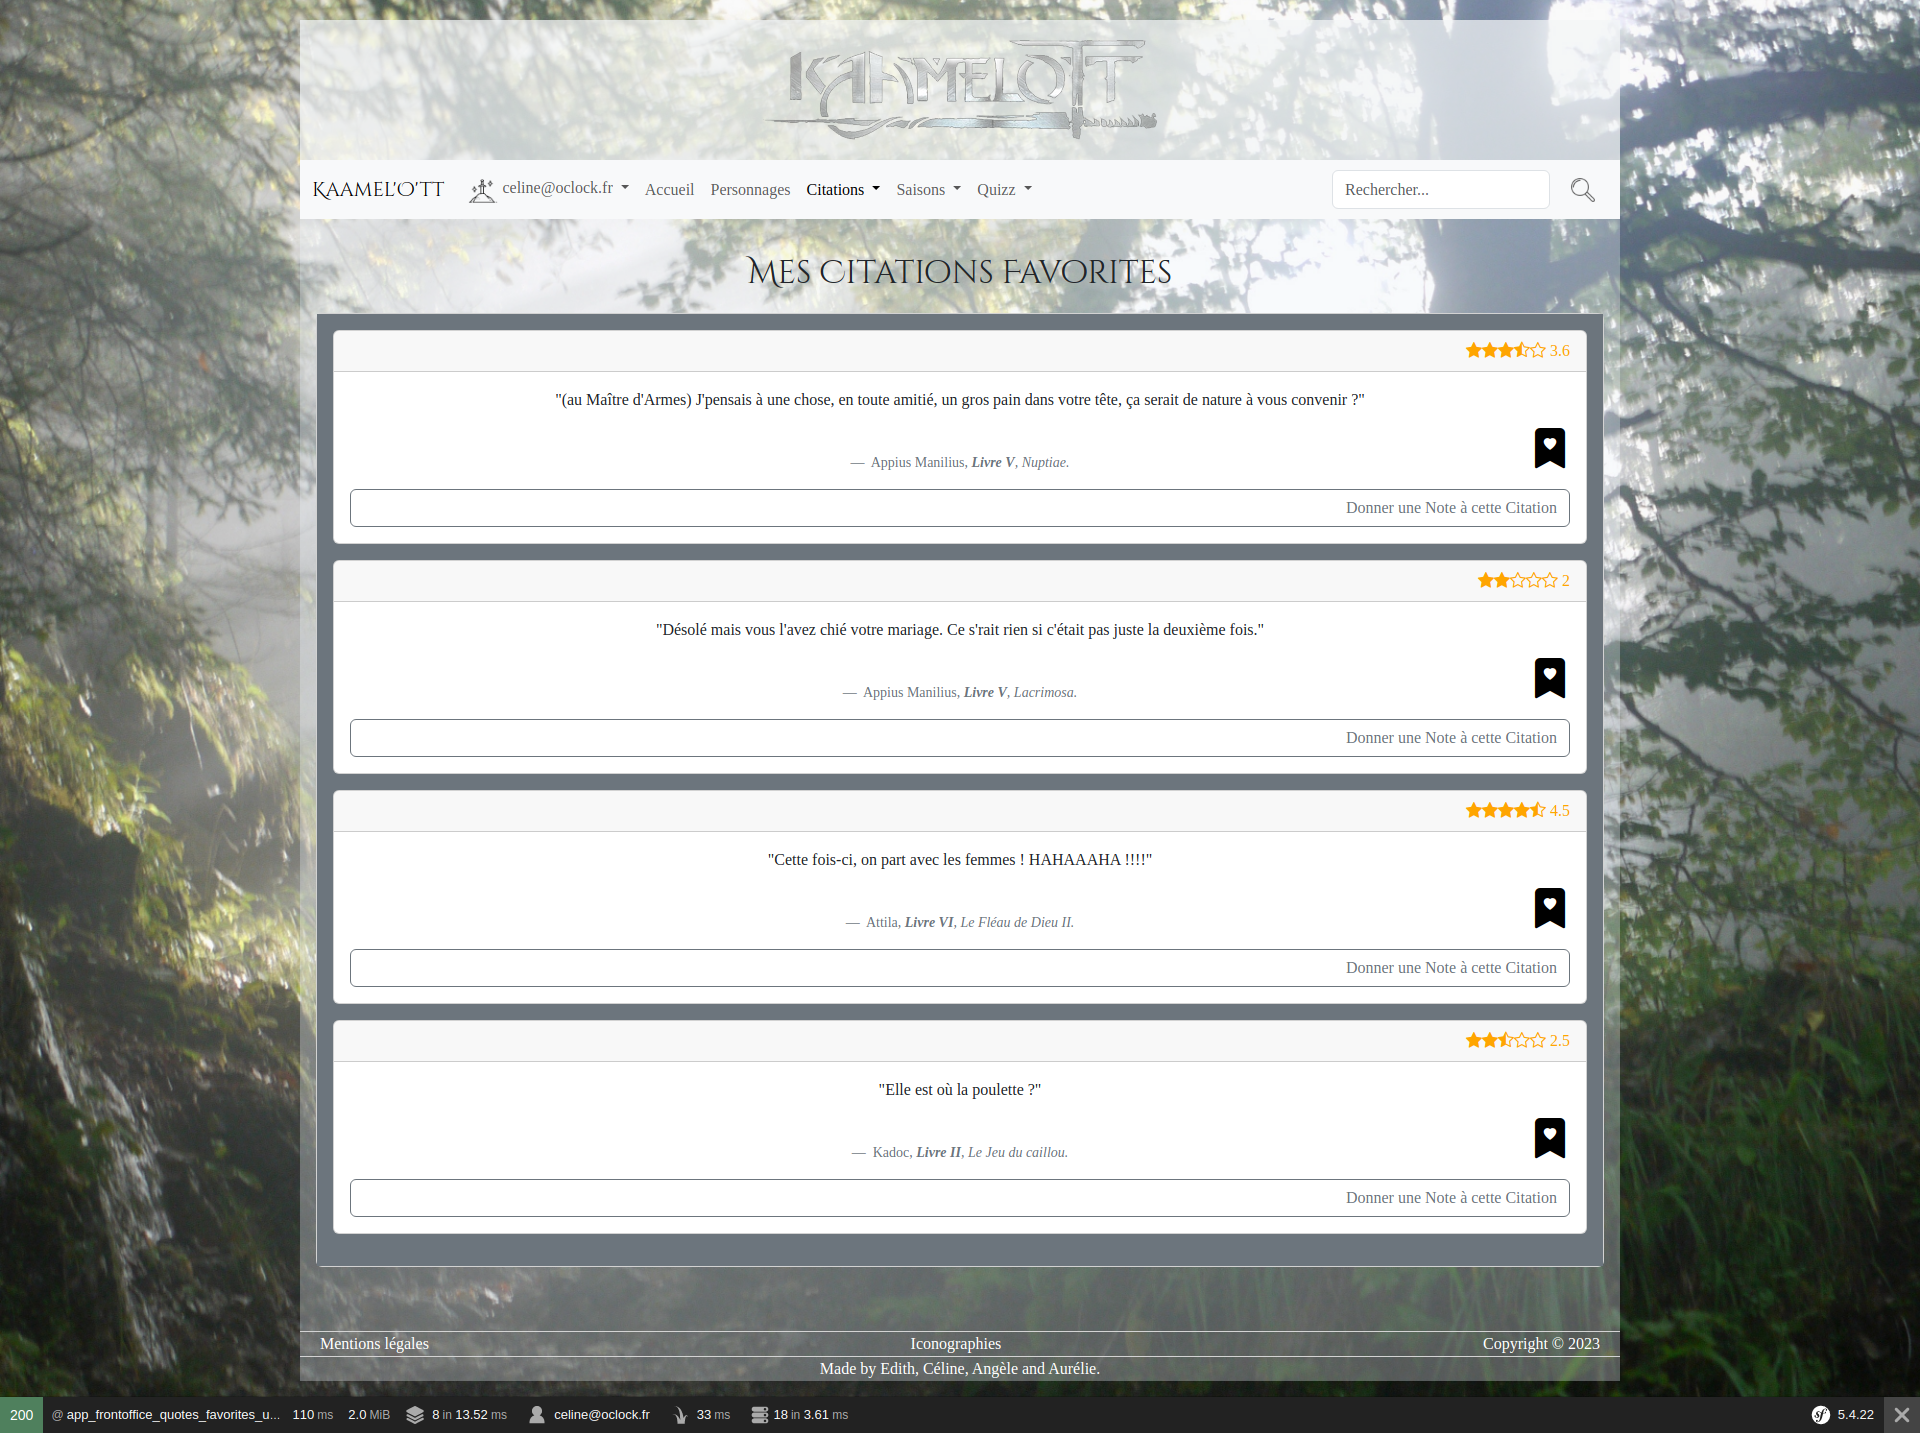 KAAMELOTT
KAAMEL'O'TT celine@oclock.fr Accueil Personnages Citations Saisons Quizz Rechercher...
Mes Citations Favorites
3.6
"(au Maître d'Armes) J'pensais à une chose, en toute amitié, un gros pain dans votre tête, ça serait de nature à vous convenir ?"
— Appius Manilius, Livre V, Nuptiae.
Donner une Note à cette Citation
2
"Désolé mais vous l'avez chié votre mariage. Ce s'rait rien si c'était pas juste la deuxième fois."
— Appius Manilius, Livre V, Lacrimosa.
Donner une Note à cette Citation
4.5
"Cette fois-ci, on part avec les femmes ! HAHAAAHA !!!!"
— Attila, Livre VI, Le Fléau de Dieu II.
Donner une Note à cette Citation
2.5
"Elle est où la poulette ?"
— Kadoc, Livre II, Le Jeu du caillou.
Donner une Note à cette Citation
Mentions légales Iconographies Copyright © 2023
Made by Edith, Céline, Angèle and Aurélie.
200 @ app_frontoffice_quotes_favorites_u... 110 ms 2.0 MiB 8 in 13.52 ms celine@oclock.fr 33 ms 18 in 3.61 ms sf 5.4.22